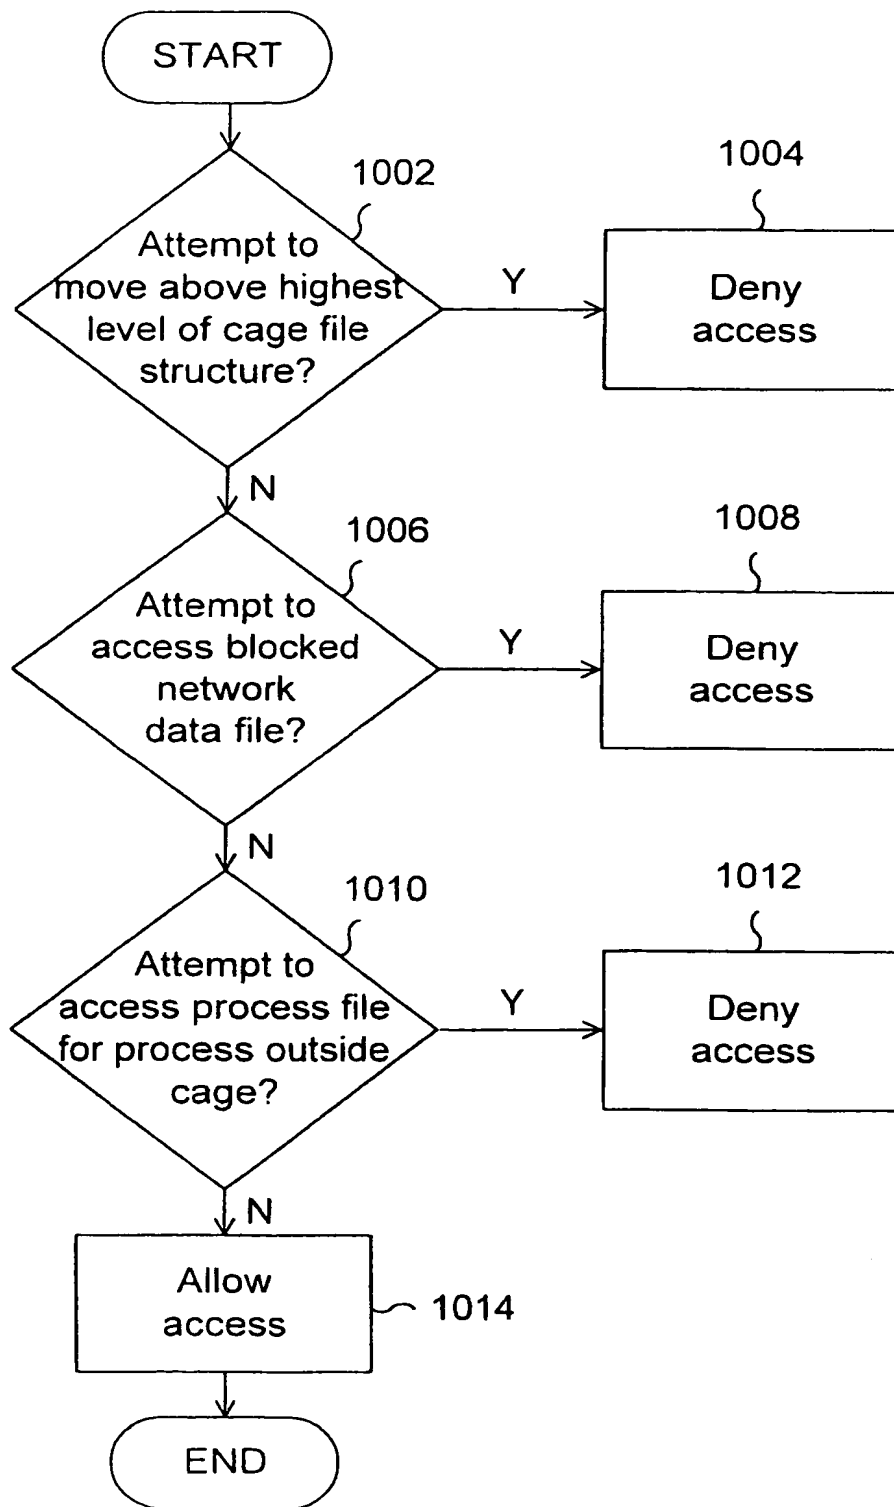 START
1002
Attempt to
move above highest
level of cage file
structure?
Y
1004
Deny
access
N
1006
Attempt to
access blocked
network
data file?
Y
1008
Deny
access
N
1010
Attempt to
access process file
for process outside
cage?
Y
1012
Deny
access
N
Allow
access
1014
END